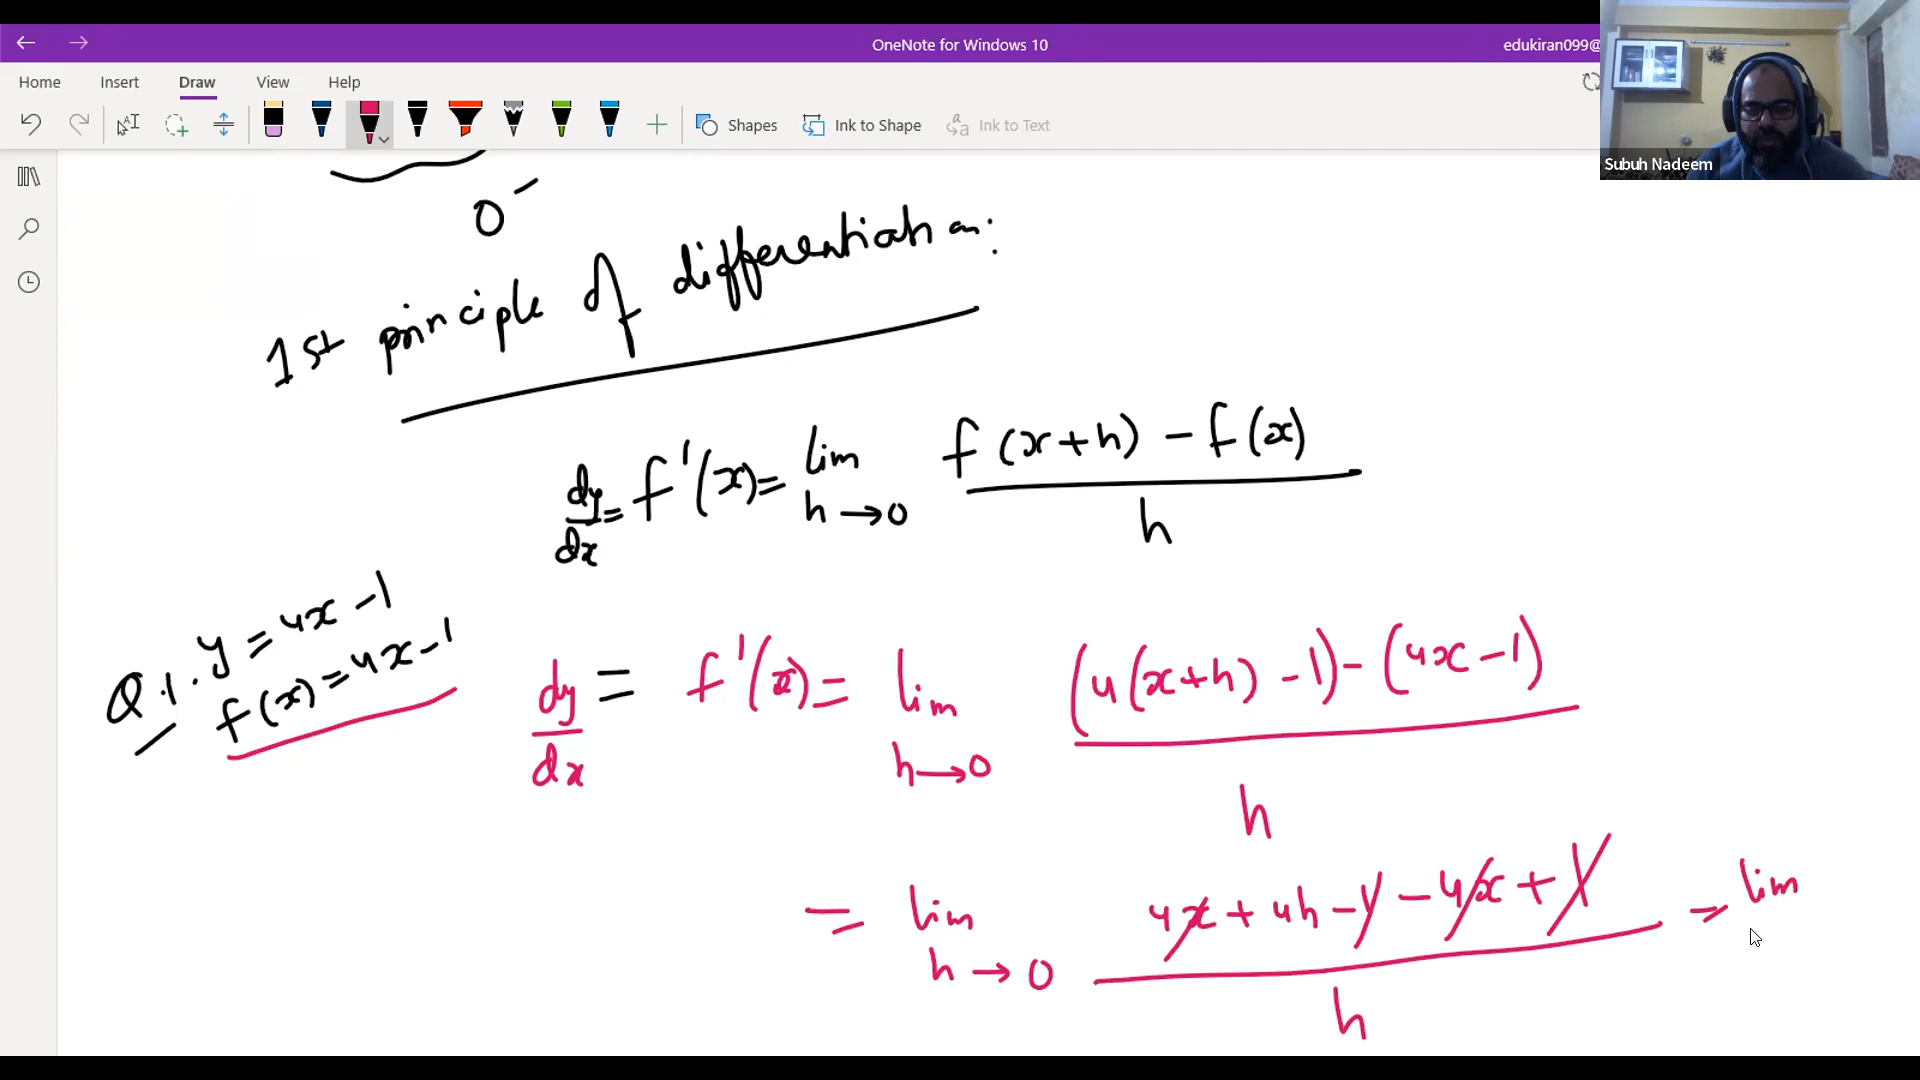 OneNote for Windows 10
edukiran099@
Home Insert Draw View Help
Shapes Ink to Shape Ink to Text
Subuh Nadeem
0⁻
1st principle of differentiation:
dy/dx = f'(x) = lim h→0 (f(x+h) - f(x))/h
Q.1. y = 4x - 1
f(x) = 4x - 1
dy/dx = f'(x) = lim h→0 ((4(x+h) - 1) - (4x - 1))/h
= lim h→0 (4x + 4h - 1 - 4x + 1)/h = lim